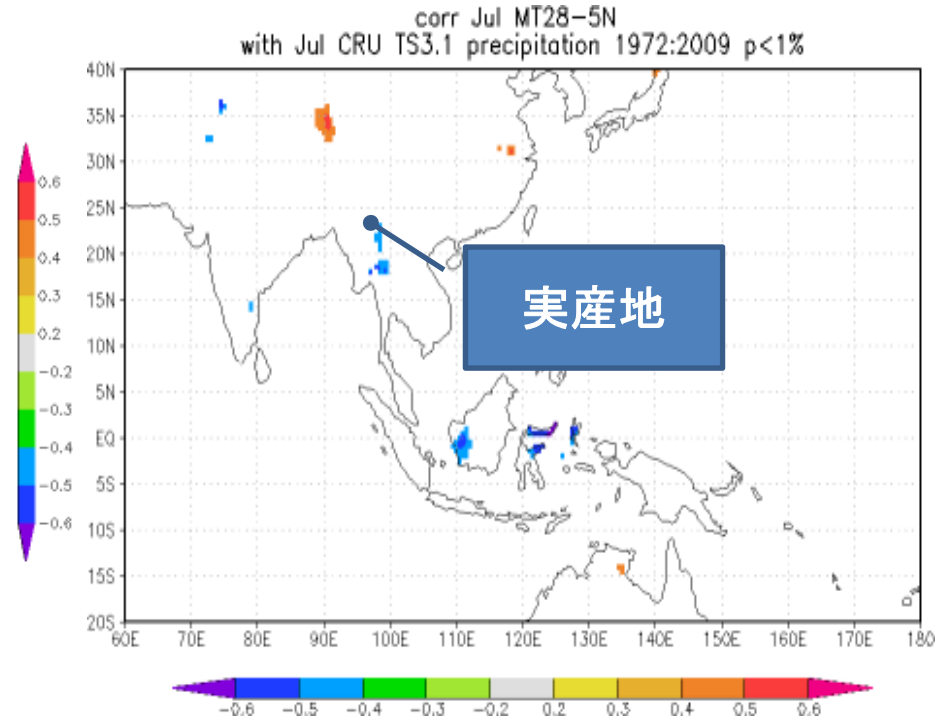 corr Jul MT28-5N
with Jul CRU TS3.1 precipitation 1972:2009 p<1%
40N
35N
30N
25N
20N
15N
10N
5N
EQ
5S
10S
15S
20S
60E 70E 80E 90E 100E 110E 120E 130E 140E 150E 160E 170E 180
0.6
0.5
0.4
0.3
0.2
-0.2
-0.3
-0.4
-0.5
-0.6
実産地
-0.6 -0.5 -0.4 -0.3 -0.2 0.2 0.3 0.4 0.5 0.6